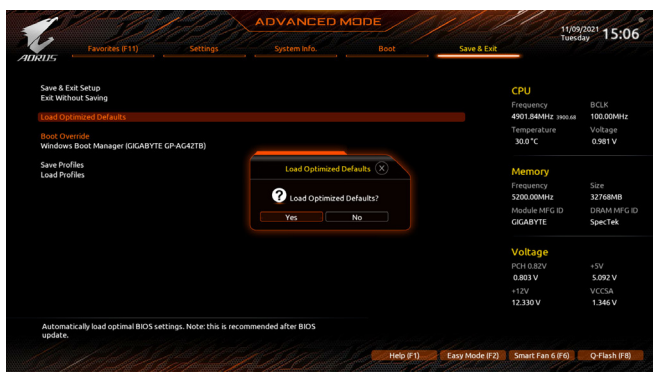 ADVANCED MODE
11/09/2021
Tuesday 15:06
AORUS
Favorites (F11) Settings System Info. Boot Save & Exit
Save & Exit Setup
Exit Without Saving
Load Optimized Defaults
Boot Override
Windows Boot Manager (GIGABYTE GP-AG42TB)
Save Profiles
Load Profiles
Load Optimized Defaults X
? Load Optimized Defaults?
Yes No
CPU
Frequency BCLK
4901.84MHz 3900.68 100.00MHz
Temperature Voltage
30.0 °C 0.981 V
Memory
Frequency Size
5200.00MHz 32768MB
Module MFG ID DRAM MFG ID
GIGABYTE SpecTek
Voltage
PCH 0.82V +5V
0.803 V 5.092 V
+12V VCCSA
12.330 V 1.346 V
Automatically load optimal BIOS settings. Note: this is recommended after BIOS
update.
Help (F1) Easy Mode (F2) Smart Fan 6 (F6) Q-Flash (F8)